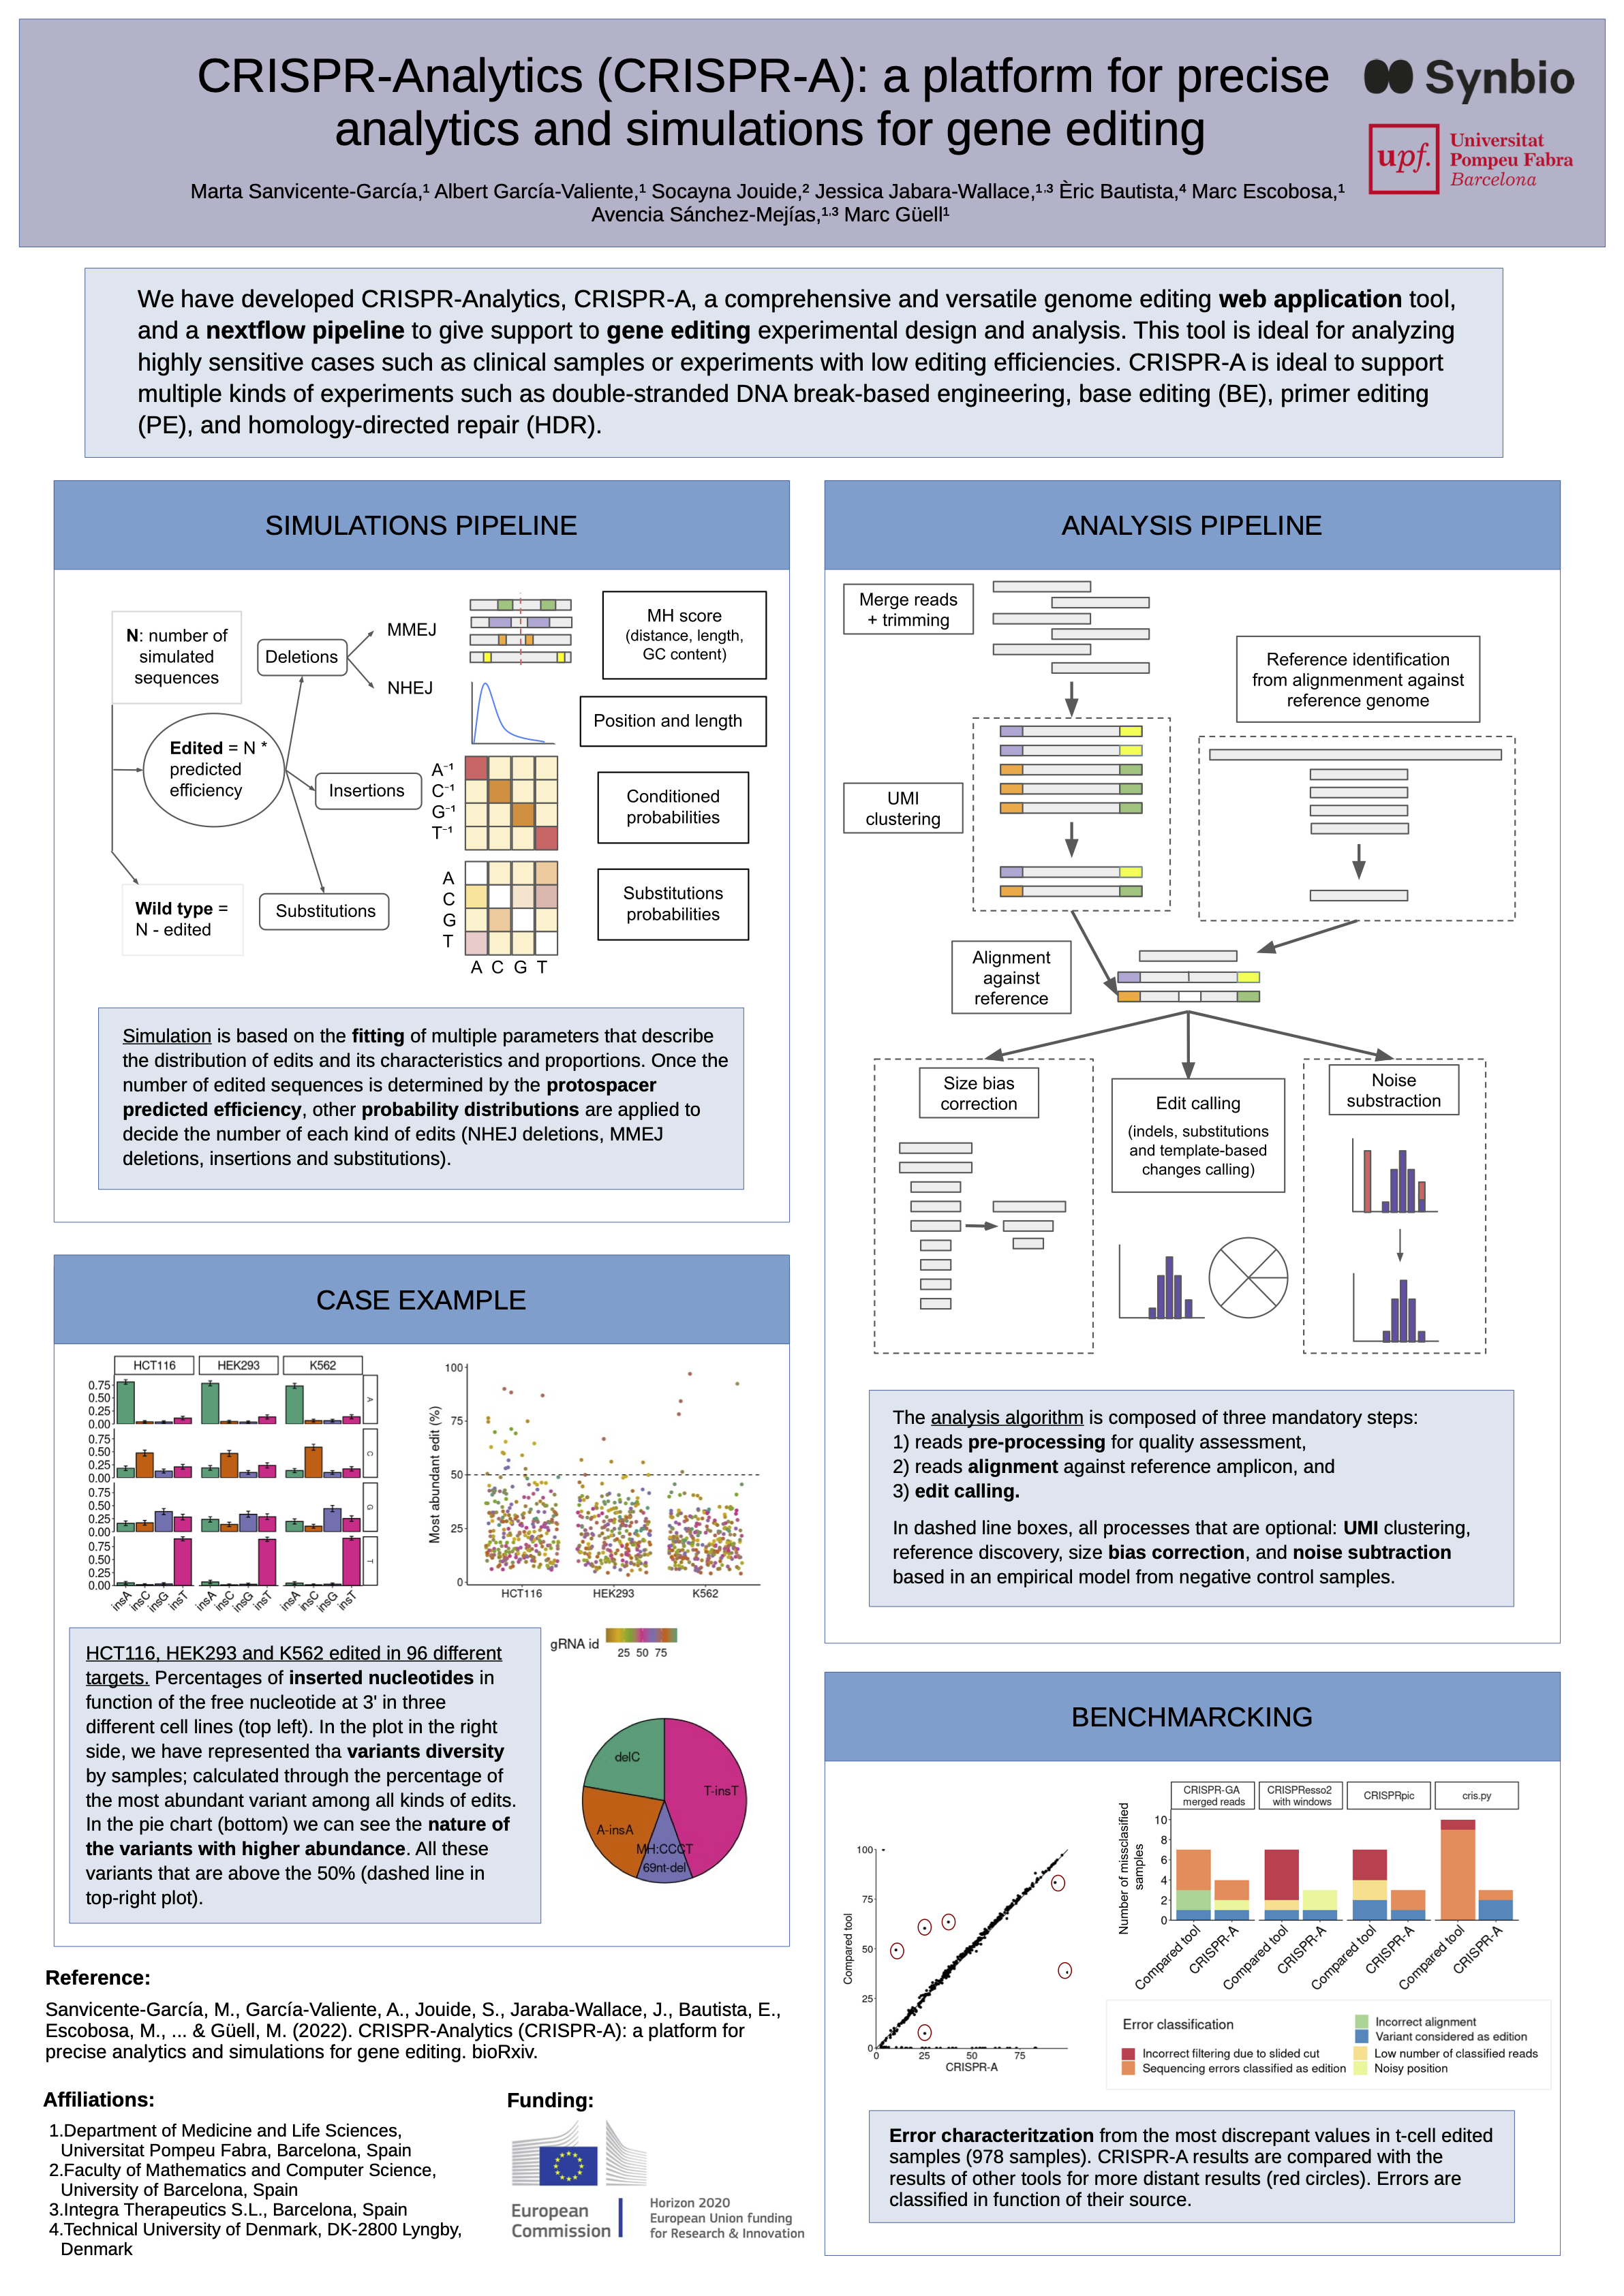 CRISPR-Analytics (CRISPR-A): a platform for precise
analytics and simulations for gene editing
Synbio
upf.
Universitat
Pompeu Fabra
Barcelona
Marta Sanvicente-García,¹ Albert García-Valiente,¹ Socayna Jouide,² Jessica Jabara-Wallace,¹·³ Èric Bautista,⁴ Marc Escobosa,¹
Avencia Sánchez-Mejías,¹·³ Marc Güell¹
We have developed CRISPR-Analytics, CRISPR-A, a comprehensive and versatile genome editing web application tool,
and a nextflow pipeline to give support to gene editing experimental design and analysis. This tool is ideal for analyzing
highly sensitive cases such as clinical samples or experiments with low editing efficiencies. CRISPR-A is ideal to support
multiple kinds of experiments such as double-stranded DNA break-based engineering, base editing (BE), primer editing
(PE), and homology-directed repair (HDR).
SIMULATIONS PIPELINE
N: number of
simulated
sequences
Edited = N *
predicted
efficiency
Wild type =
N - edited
Deletions
Insertions
Substitutions
MMEJ
NHEJ
MH score
(distance, length,
GC content)
Position and length
A⁻¹
C⁻¹
G⁻¹
T⁻¹
Conditioned
probabilities
A
C
G
T
A C G T
Substitutions
probabilities
Simulation is based on the fitting of multiple parameters that describe
the distribution of edits and its characteristics and proportions. Once the
number of edited sequences is determined by the protospacer
predicted efficiency, other probability distributions are applied to
decide the number of each kind of edits (NHEJ deletions, MMEJ
deletions, insertions and substitutions).
CASE EXAMPLE
HCT116 HEK293 K562
0.75
0.50
0.25
0.00
A
0.75
0.50
0.25
0.00
C
0.75
0.50
0.25
0.00
G
0.75
0.50
0.25
0.00
T
insA insC insG insT insA insC insG insT insA insC insG insT
Most abundant edit (%)
100
75
50
25
0
HCT116 HEK293 K562
gRNA id
25 50 75
HCT116, HEK293 and K562 edited in 96 different
targets. Percentages of inserted nucleotides in
function of the free nucleotide at 3' in three
different cell lines (top left). In the plot in the right
side, we have represented tha variants diversity
by samples; calculated through the percentage of
the most abundant variant among all kinds of edits.
In the pie chart (bottom) we can see the nature of
the variants with higher abundance. All these
variants that are above the 50% (dashed line in
top-right plot).
delC
T-insT
A-insA
MH:CCCT
69nt-del
Reference:
Sanvicente-García, M., García-Valiente, A., Jouide, S., Jaraba-Wallace, J., Bautista, E.,
Escobosa, M., ... & Güell, M. (2022). CRISPR-Analytics (CRISPR-A): a platform for
precise analytics and simulations for gene editing. bioRxiv.
Affiliations:
1.Department of Medicine and Life Sciences,
Universitat Pompeu Fabra, Barcelona, Spain
2.Faculty of Mathematics and Computer Science,
University of Barcelona, Spain
3.Integra Therapeutics S.L., Barcelona, Spain
4.Technical University of Denmark, DK-2800 Lyngby,
Denmark
Funding:
European
Commission
Horizon 2020
European Union funding
for Research & Innovation
ANALYSIS PIPELINE
Merge reads
+ trimming
Reference identification
from alignmenment against
reference genome
UMI
clustering
Alignment
against
reference
Size bias
correction
Edit calling
(indels, substitutions
and template-based
changes calling)
Noise
substraction
The analysis algorithm is composed of three mandatory steps:
1) reads pre-processing for quality assessment,
2) reads alignment against reference amplicon, and
3) edit calling.
In dashed line boxes, all processes that are optional: UMI clustering,
reference discovery, size bias correction, and noise subtraction
based in an empirical model from negative control samples.
BENCHMARCKING
Compared tool
100
75
50
25
0
0 25 50 75
CRISPR-A
CRISPR-GA
merged reads
CRISPResso2
with windows
CRISPRpic
cris.py
Number of missclasified
samples
10
8
6
4
2
0
Compared tool CRISPR-A Compared tool CRISPR-A Compared tool CRISPR-A Compared tool CRISPR-A
Error classification
Incorrect filtering due to slided cut
Sequencing errors classified as edition
Incorrect alignment
Variant considered as edition
Low number of classified reads
Noisy position
Error characteritzation from the most discrepant values in t-cell edited
samples (978 samples). CRISPR-A results are compared with the
results of other tools for more distant results (red circles). Errors are
classified in function of their source.